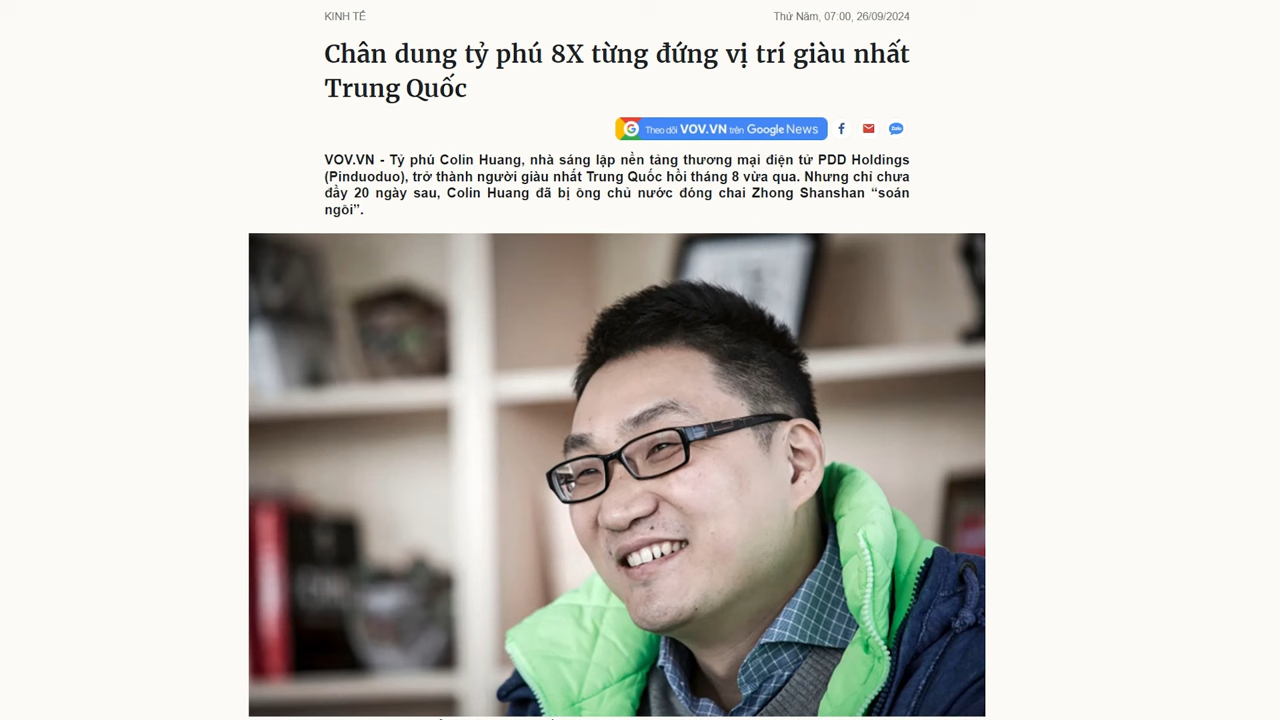 KINH TẾ
Thứ Năm, 07:00, 26/09/2024
Chân dung tỷ phú 8X từng đứng vị trí giàu nhất
Trung Quốc
Theo dõi VOV.VN trên Google News
Zalo
VOV.VN - Tỷ phú Colin Huang, nhà sáng lập nền tảng thương mại điện tử PDD Holdings
(Pinduoduo), trở thành người giàu nhất Trung Quốc hồi tháng 8 vừa qua. Nhưng chỉ chưa
đầy 20 ngày sau, Colin Huang đã bị ông chủ nước đóng chai Zhong Shanshan “soán
ngôi”.